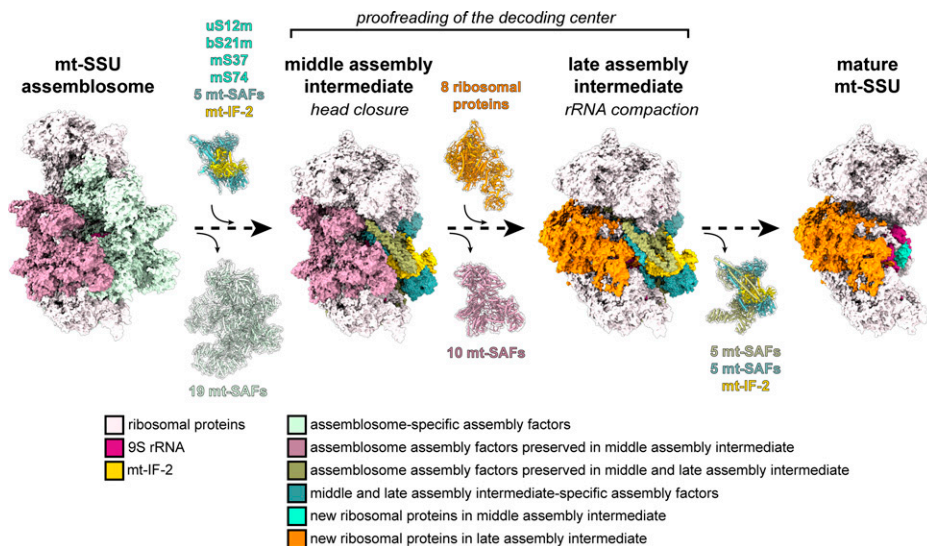 proofreading of the decoding center
mt-SSU
assemblosome
uS12m
bS21m
mS37
mS74
5 mt-SAFs
mt-IF-2
19 mt-SAFs
middle assembly
intermediate
head closure
8 ribosomal
proteins
10 mt-SAFs
late assembly
intermediate
rRNA compaction
5 mt-SAFs
5 mt-SAFs
mt-IF-2
mature
mt-SSU
ribosomal proteins
9S rRNA
mt-IF-2
assemblosome-specific assembly factors
assemblosome assembly factors preserved in middle assembly intermediate
assemblosome assembly factors preserved in middle and late assembly intermediate
middle and late assembly intermediate-specific assembly factors
new ribosomal proteins in middle assembly intermediate
new ribosomal proteins in late assembly intermediate